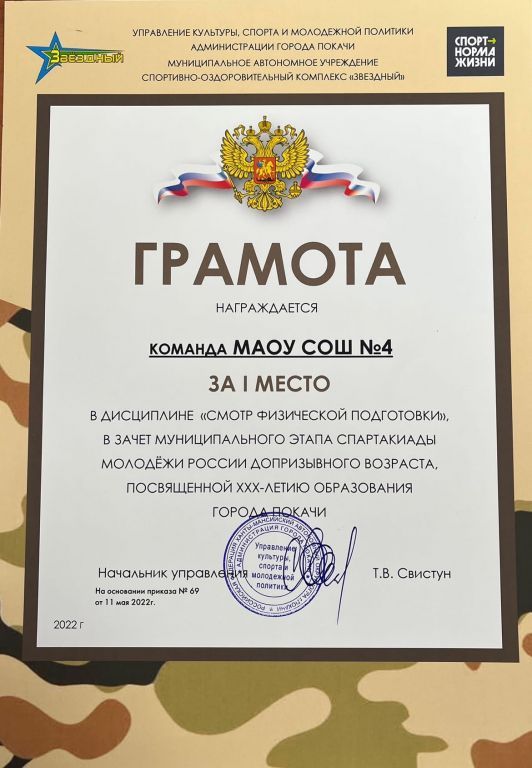 Звездный
УПРАВЛЕНИЕ КУЛЬТУРЫ, СПОРТА И МОЛОДЕЖНОЙ ПОЛИТИКИ
АДМИНИСТРАЦИИ ГОРОДА ПОКАЧИ
МУНИЦИПАЛЬНОЕ АВТОНОМНОЕ УЧРЕЖДЕНИЕ
СПОРТИВНО-ОЗДОРОВИТЕЛЬНЫЙ КОМПЛЕКС «ЗВЕЗДНЫЙ»
СПОРТ→
НОРМА
ЖИЗНИ
ГРАМОТА
НАГРАЖДАЕТСЯ
КОМАНДА МАОУ СОШ №4
ЗА I МЕСТО
В ДИСЦИПЛИНЕ «СМОТР ФИЗИЧЕСКОЙ ПОДГОТОВКИ»,
В ЗАЧЕТ МУНИЦИПАЛЬНОГО ЭТАПА СПАРТАКИАДЫ
МОЛОДЁЖИ РОССИИ ДОПРИЗЫВНОГО ВОЗРАСТА,
ПОСВЯЩЕННОЙ XXX-ЛЕТИЮ ОБРАЗОВАНИЯ
ГОРОДА ПОКАЧИ
Управление
культуры,
спорта и
молодежной
политики
Начальник управления
Т.В. Свистун
На основании приказа № 69
от 11 мая 2022г.
2022 г